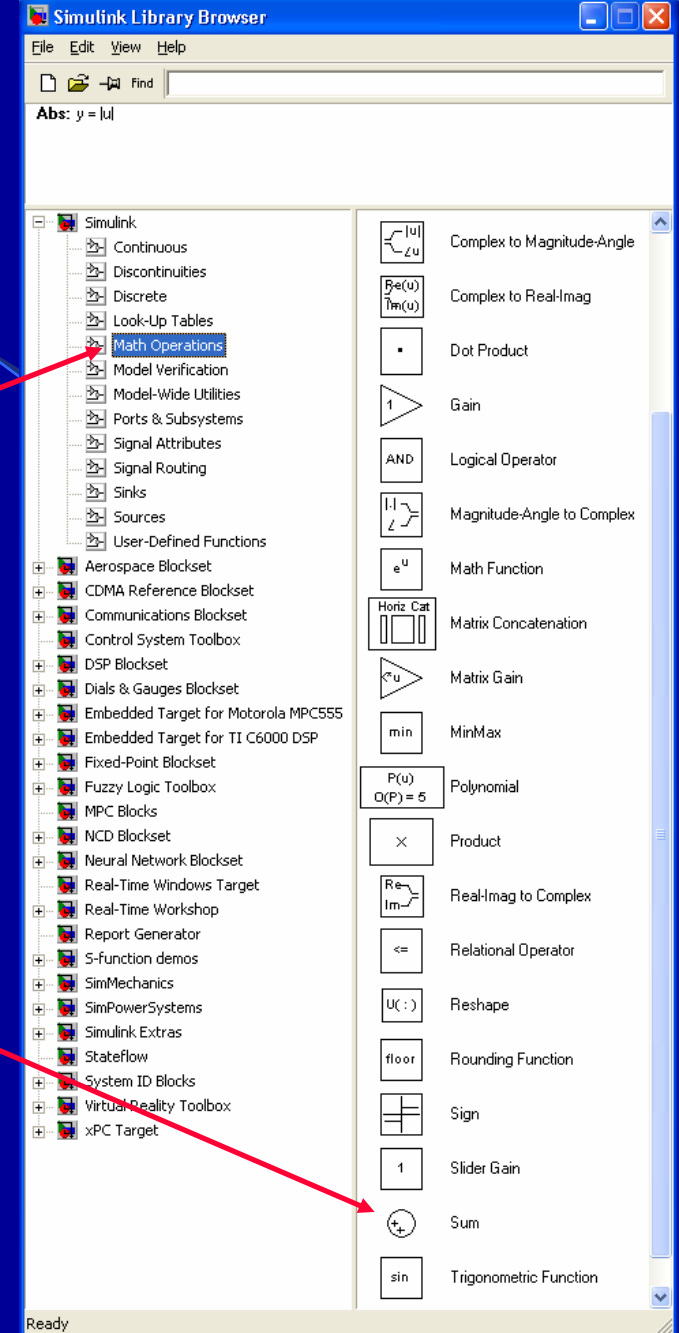 Simulink Library Browser
File Edit View Help
Find
Abs: y = |u|
Simulink
Continuous
Discontinuities
Discrete
Look-Up Tables
Math Operations
Model Verification
Model-Wide Utilities
Ports & Subsystems
Signal Attributes
Signal Routing
Sinks
Sources
User-Defined Functions
Aerospace Blockset
CDMA Reference Blockset
Communications Blockset
Control System Toolbox
DSP Blockset
Dials & Gauges Blockset
Embedded Target for Motorola MPC555
Embedded Target for TI C6000 DSP
Fixed-Point Blockset
Fuzzy Logic Toolbox
MPC Blocks
NCD Blockset
Neural Network Blockset
Real-Time Windows Target
Real-Time Workshop
Report Generator
S-function demos
SimMechanics
SimPowerSystems
Simulink Extras
Stateflow
System ID Blocks
Virtual Reality Toolbox
xPC Target
|u|
∠u
Complex to Magnitude-Angle
Re(u)
Im(u)
Complex to Real-Imag
Dot Product
1
Gain
AND
Logical Operator
|.|
∠
Magnitude-Angle to Complex
e^u
Math Function
Horiz Cat
Matrix Concatenation
Matrix Gain
min
MinMax
P(u)
O(P) = 5
Polynomial
×
Product
Re
Im
Real-Imag to Complex
<=
Relational Operator
U( : )
Reshape
floor
Rounding Function
Sign
1
Slider Gain
++
Sum
sin
Trigonometric Function
Ready